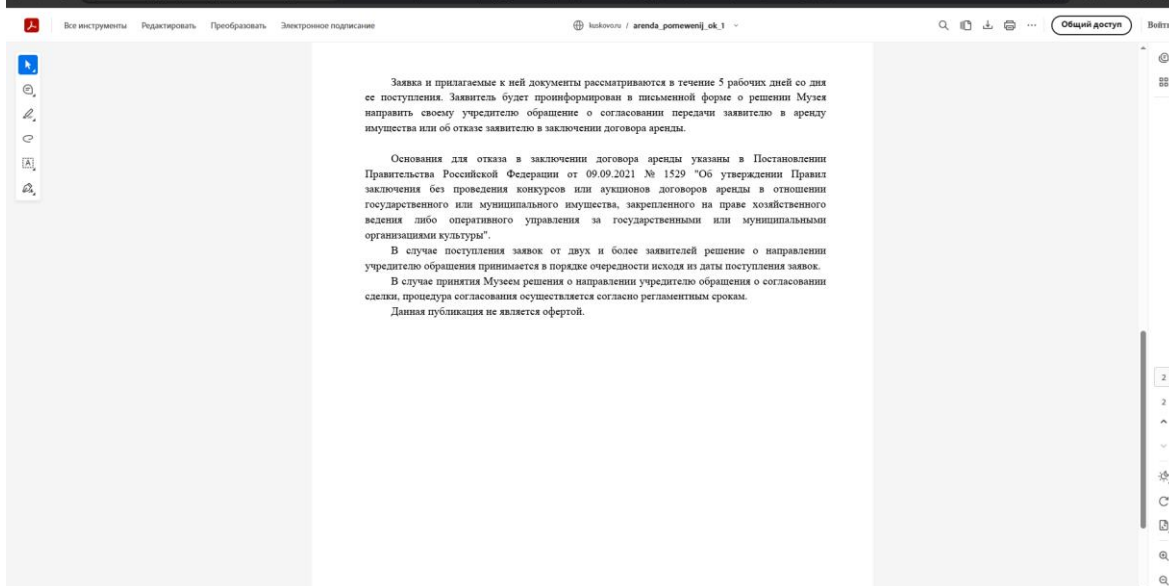 Все инструменты Редактировать Преобразовать Электронное подписание kuskovo.ru / arenda_pomewenij_ok_1 ... Общий доступ Войти
Заявка и прилагаемые к ней документы рассматриваются в течение 5 рабочих дней со дня
ее поступления. Заявитель будет проинформирован в письменной форме о решении Музея
направить своему учредителю обращение о согласовании передачи заявителю в аренду
имущества или об отказе заявителю в заключении договора аренды.
Основания для отказа в заключении договора аренды указаны в Постановлении
Правительства Российской Федерации от 09.09.2021 № 1529 "Об утверждении Правил
заключения без проведения конкурсов или аукционов договоров аренды в отношении
государственного или муниципального имущества, закрепленного на праве хозяйственного
ведения либо оперативного управления за государственными или муниципальными
организациями культуры".
В случае поступления заявок от двух и более заявителей решение о направлении
учредителю обращения принимается в порядке очередности исходя из даты поступления заявок.
В случае принятия Музеем решения о направлении учредителю обращения о согласовании
сделки, процедура согласования осуществляется согласно регламентным срокам.
Данная публикация не является офертой.
2
2